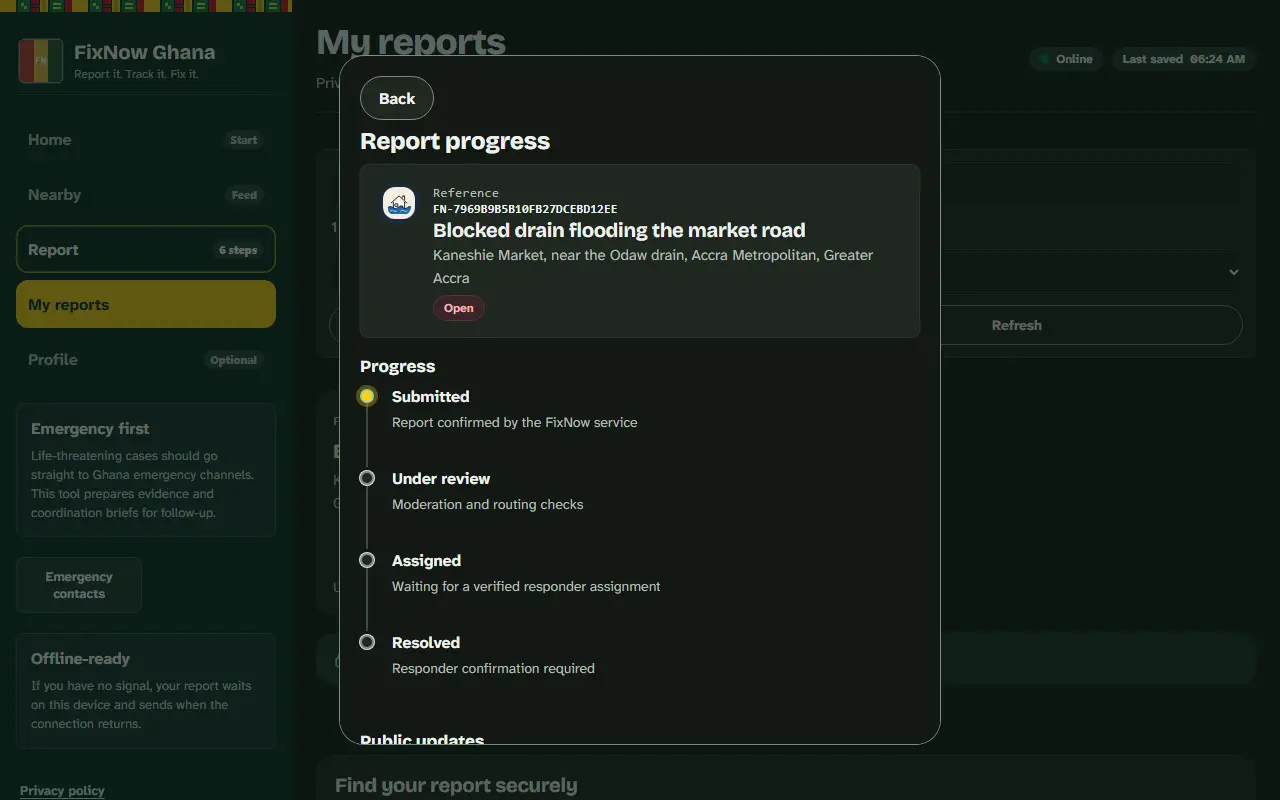 FN
FixNow Ghana
Report it. Track it. Fix it.
Home
Start
Nearby
Feed
Report
6 steps
My reports
Profile
Optional
Emergency first
Life-threatening cases should go
straight to Ghana emergency channels.
This tool prepares evidence and
coordination briefs for follow-up.
Emergency
contacts
Offline-ready
If you have no signal, your report waits
on this device and sends when the
connection returns.
Privacy policy
My reports
Online
Last saved 06:24 AM
Refresh
Back
Report progress
Reference
FN-7969B9B5B10FB27DCEBD12EE
Blocked drain flooding the market road
Kaneshie Market, near the Odaw drain, Accra Metropolitan, Greater
Accra
Open
Progress
Submitted
Report confirmed by the FixNow service
Under review
Moderation and routing checks
Assigned
Waiting for a verified responder assignment
Resolved
Responder confirmation required
Public updates
Find your report securely